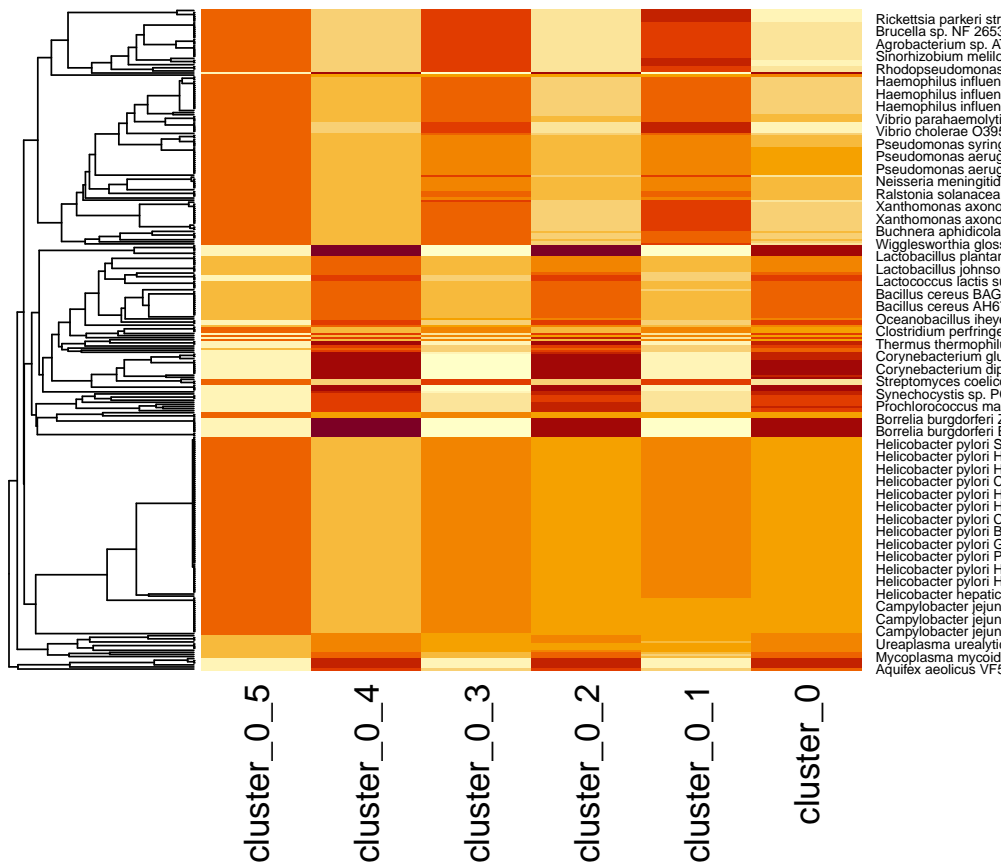 Rickettsia parkeri str
Brucella sp. NF 2653
Agrobacterium sp. AT
Sinorhizobium melilo
Rhodopseudomonas
Haemophilus influen
Haemophilus influen
Haemophilus influen
Vibrio parahaemolyti
Vibrio cholerae O395
Pseudomonas syring
Pseudomonas aerug
Pseudomonas aerug
Neisseria meningitid
Ralstonia solanacea
Xanthomonas axono
Xanthomonas axono
Buchnera aphidicola
Wigglesworthia gloss
Lactobacillus plantar
Lactobacillus johnso
Lactococcus lactis su
Bacillus cereus BAG
Bacillus cereus AH67
Oceanobacillus iheye
Clostridium perfringe
Thermus thermophilu
Corynebacterium glu
Corynebacterium dip
Streptomyces coelico
Synechocystis sp. PC
Prochlorococcus ma
Borrelia burgdorferi Z
Borrelia burgdorferi B
Helicobacter pylori S
Helicobacter pylori H
Helicobacter pylori H
Helicobacter pylori C
Helicobacter pylori H
Helicobacter pylori H
Helicobacter pylori C
Helicobacter pylori B
Helicobacter pylori G
Helicobacter pylori P
Helicobacter pylori H
Helicobacter pylori H
Helicobacter hepatic
Campylobacter jejun
Campylobacter jejun
Campylobacter jejun
Ureaplasma urealytic
Mycoplasma mycoid
Aquifex aeolicus VF5
cluster_0_5
cluster_0_4
cluster_0_3
cluster_0_2
cluster_0_1
cluster_0